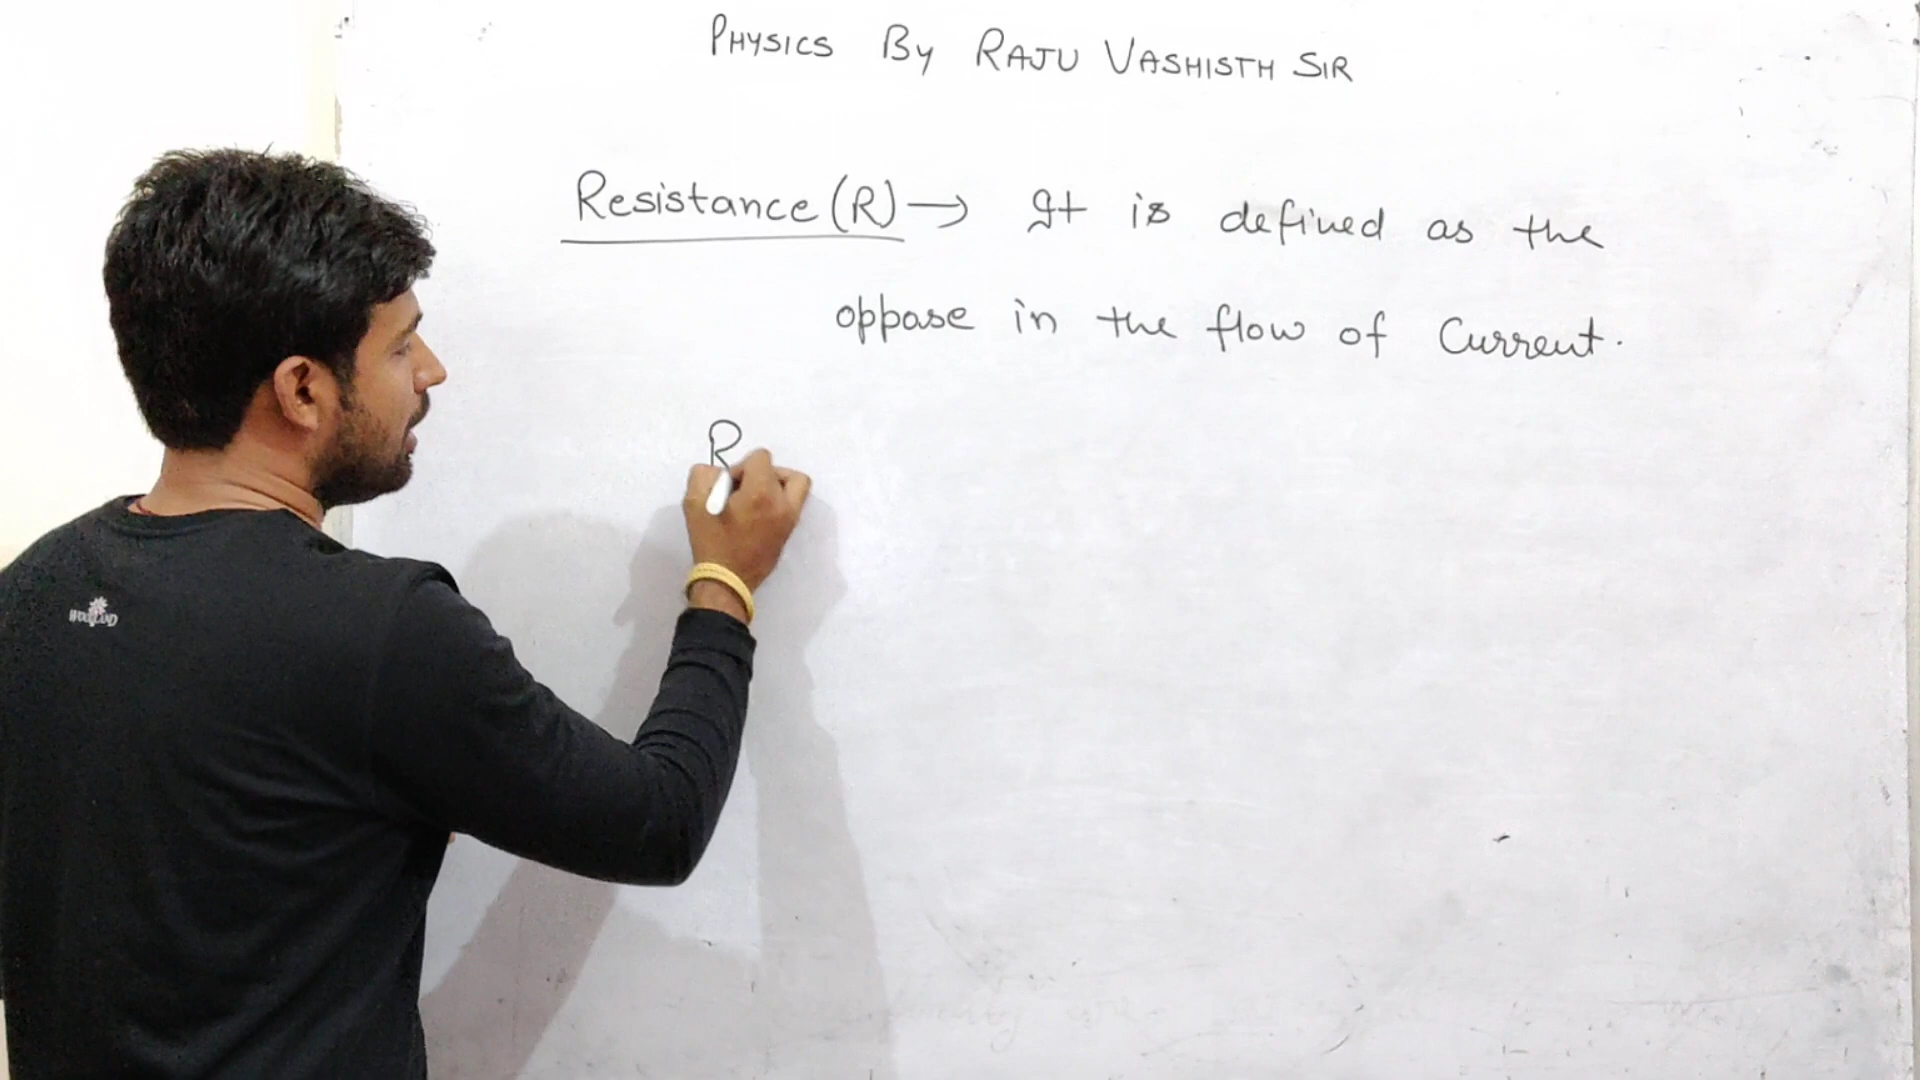 PHYSICS By RAJU VASHISTH SIR
Resistance (R) → It is defined as the
oppase in the flow of Current.
R